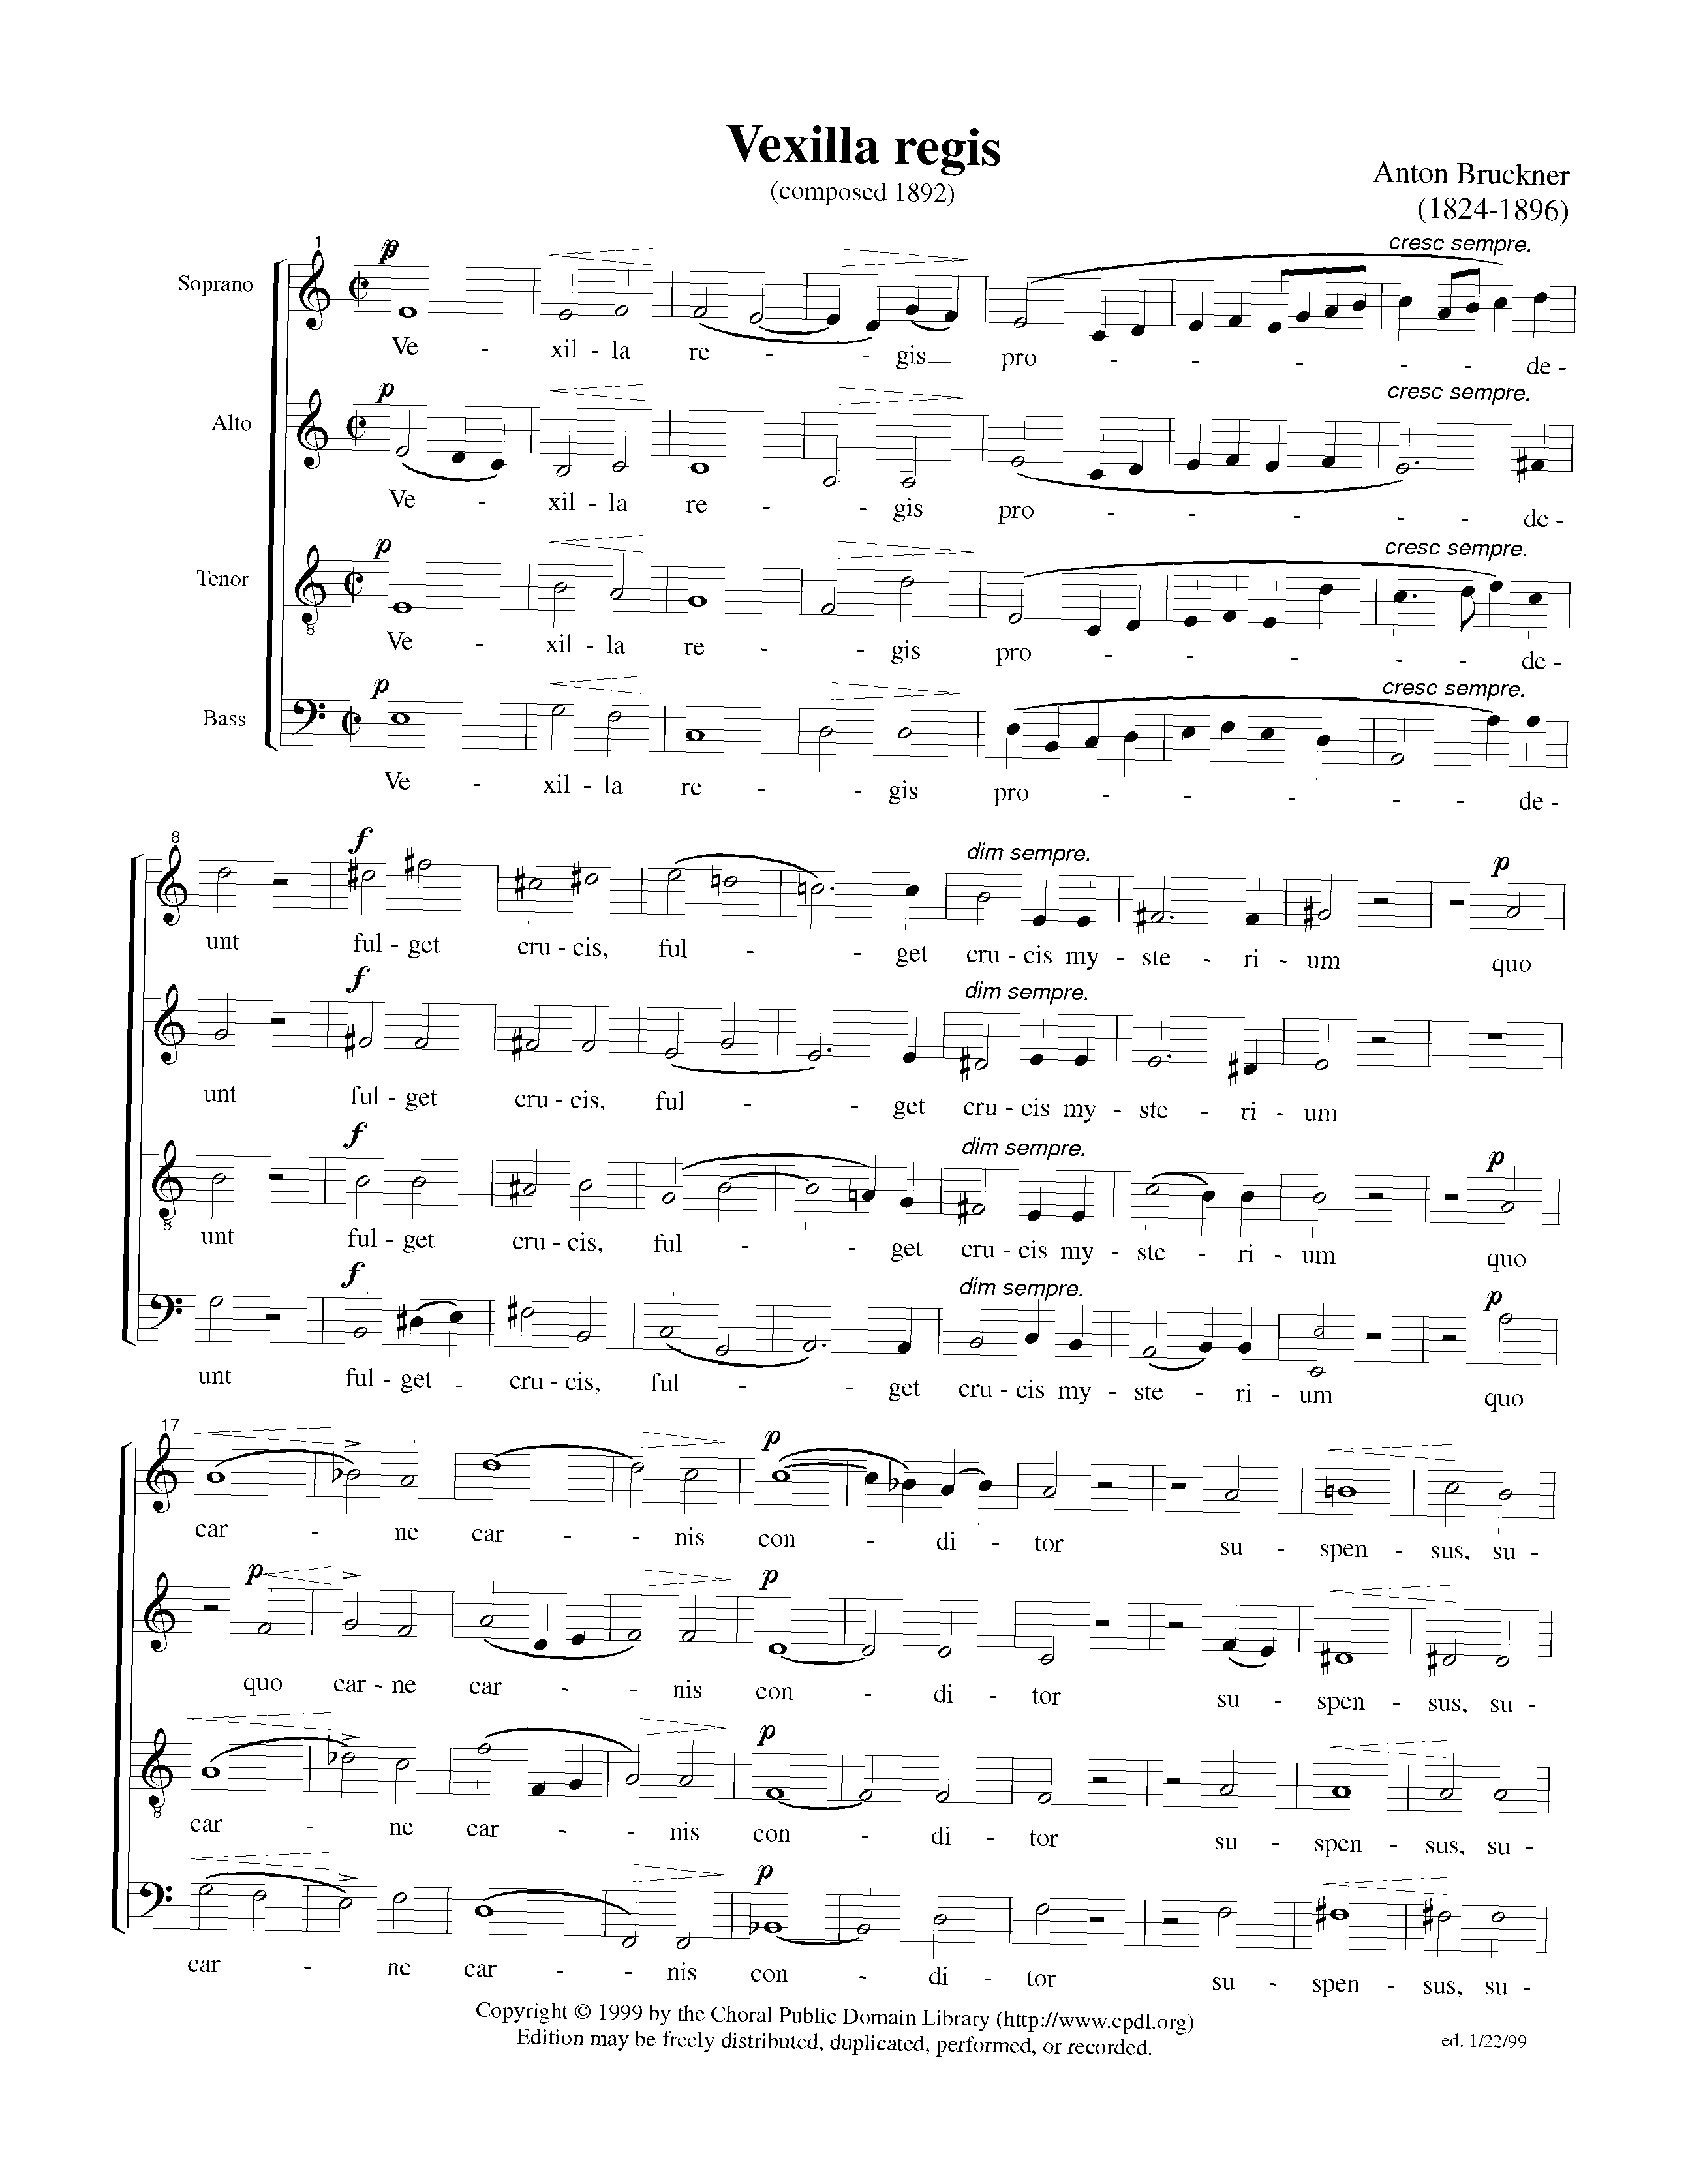 Vexilla regis
(composed 1892)
Anton Bruckner
(1824-1896)
1
p
cresc sempre.
Soprano
Ve - xil - la re - - gis pro - - - - - de -
p
cresc sempre.
Alto
Ve - xil - la re - - gis pro - - - - - de -
p
cresc sempre.
Tenor
8
Ve - xil - la re - - gis pro - - - - - de -
p
cresc sempre.
Bass
Ve - xil - la re - - gis pro - - - - - de -
8
f
dim sempre.
p
unt ful - get cru - cis, ful - - get cru - cis my - ste - ri - um quo
f
dim sempre.
unt ful - get cru - cis, ful - - get cru - cis my - ste - ri - um
f
dim sempre.
p
8
unt ful - get cru - cis, ful - - get cru - cis my - ste - ri - um quo
f
dim sempre.
p
unt ful - get cru - cis, ful - - get cru - cis my - ste - ri - um quo
17
p
car - ne car - - nis con - di - tor su - spen - sus, su -
p
p
quo car - ne car - - nis con - di - tor su - spen - sus, su -
p
8
car - ne car - - nis con - di - tor su - spen - sus, su -
p
car - ne car - - nis con - di - tor su - spen - sus, su -
Copyright © 1999 by the Choral Public Domain Library (http://www.cpdl.org)
Edition may be freely distributed, duplicated, performed, or recorded.
ed. 1/22/99